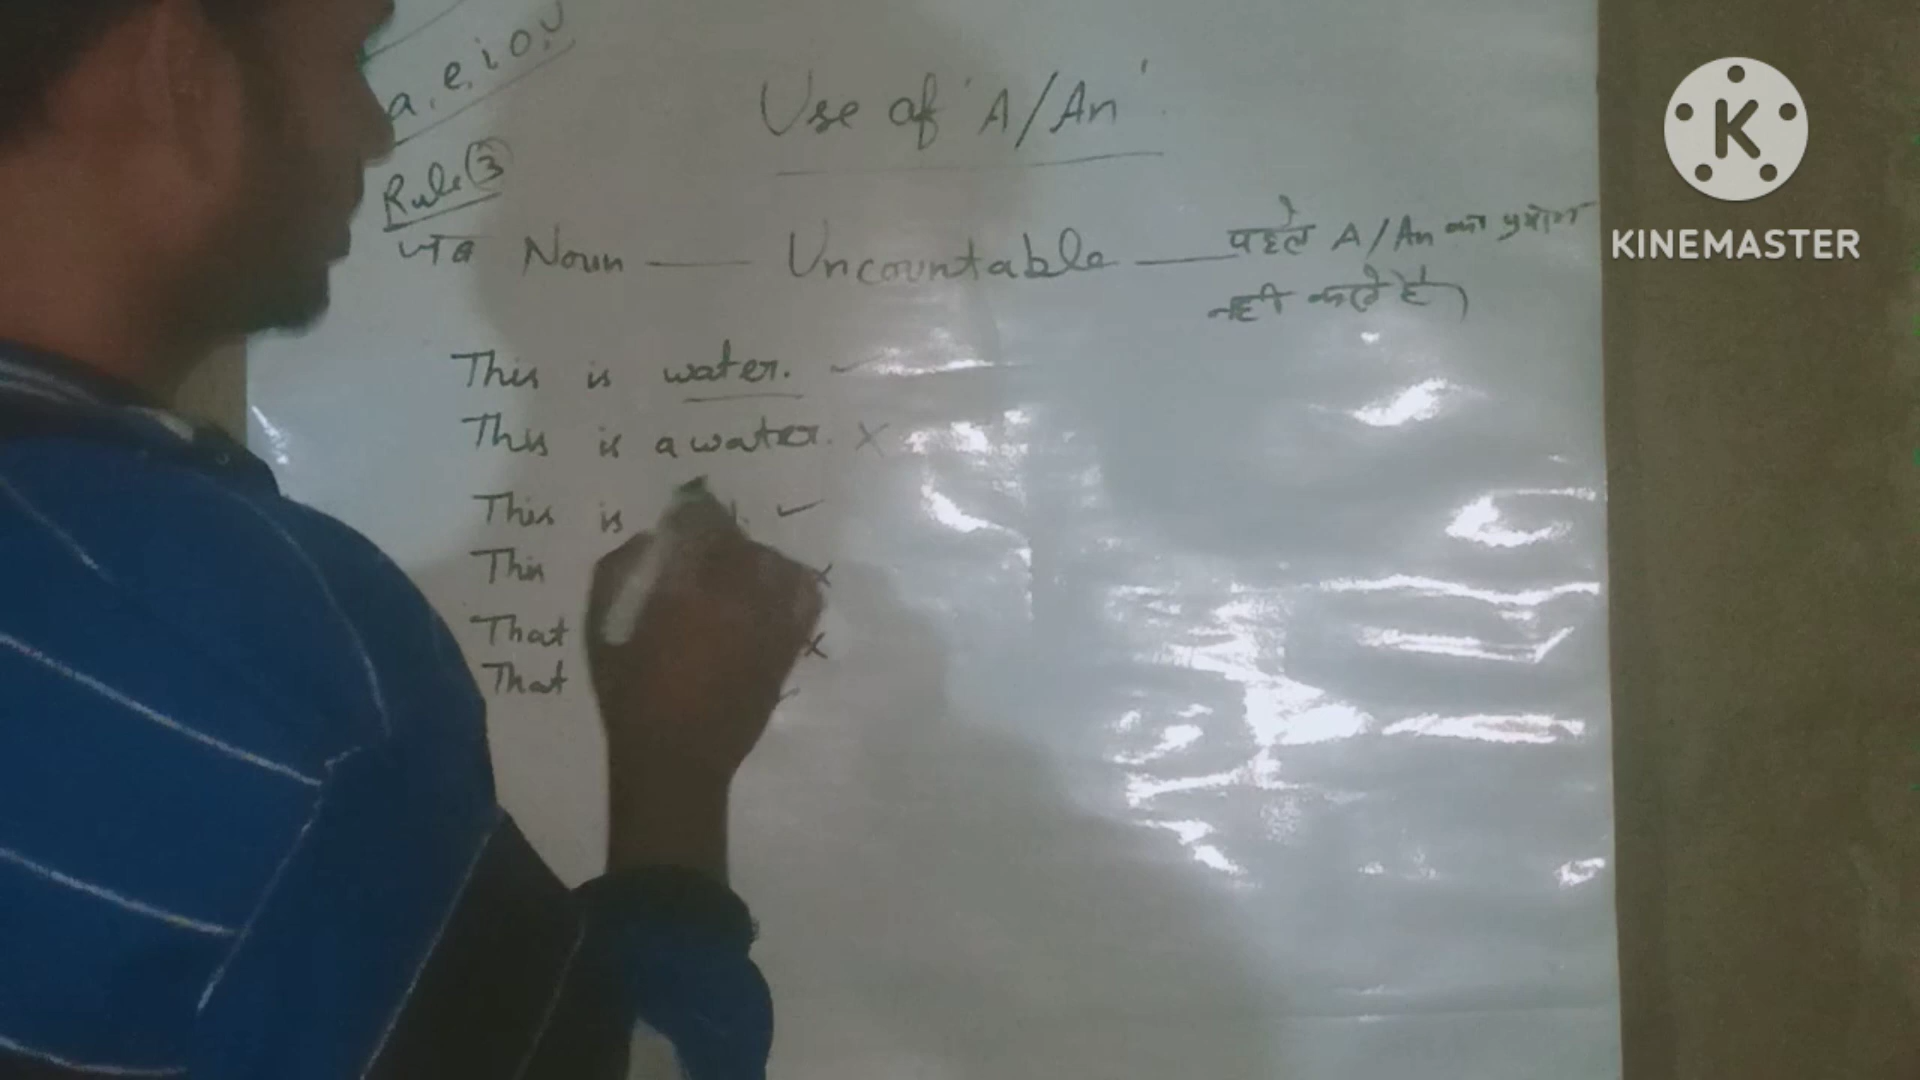 a, e, i o, U
Use of 'A/An'
Rule ③
जब Noun — Uncountable — पहले A/An का प्रयोग
नही करते है।
This is water. ✓
This is a water. ×
This is ✓
This ×
That ×
That ✓
K
KINEMASTER